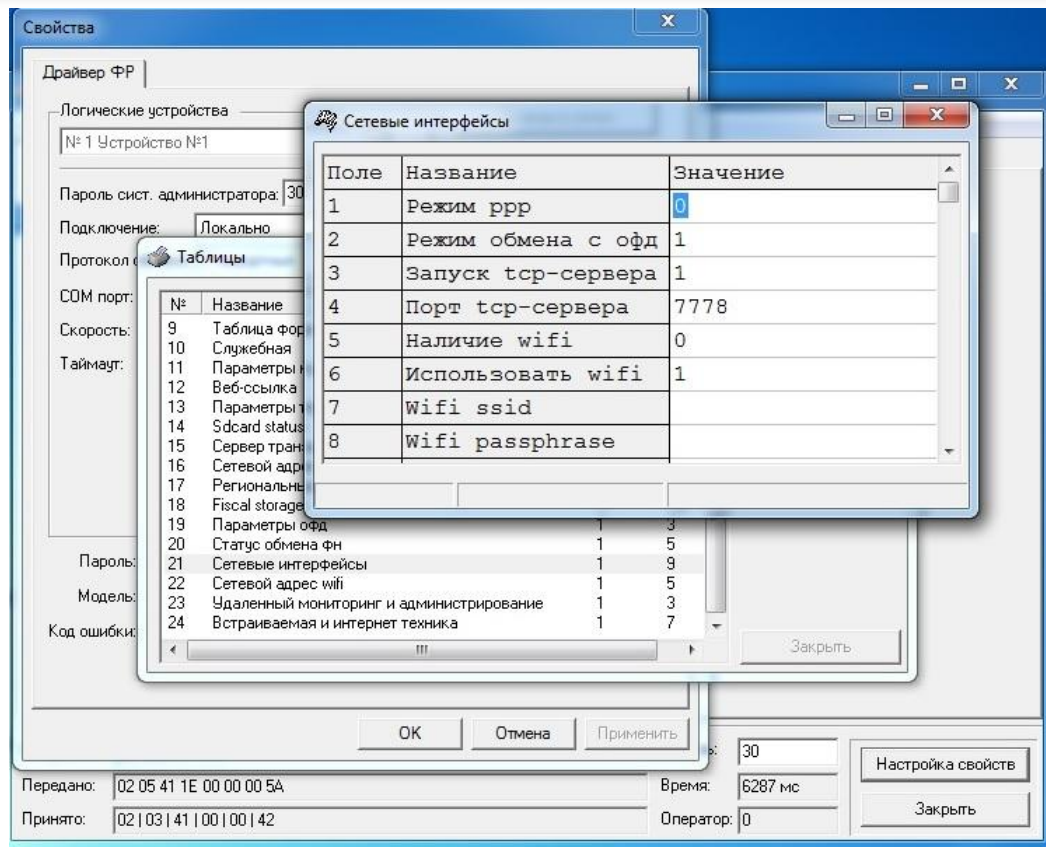 Свойства
Драйвер ФР
Логические устройства
№ 1 Устройство №1
Пароль сист. администратора: 30
Подключение: Локально
Протокол
COM порт:
Скорость:
Таймаут:
Пароль:
Модель:
Код ошибки:
OK Отмена Применить
Таблицы
№ Название
9 Таблица
10 Служебная
11 Параметры
12 Веб-ссылка
13 Параметры
14 Sdcard status
15 Сервер
16 Сетевой
17
18 Fiscal storage
19 Параметры офд 1 3
20 Статус обмена фн 1 5
21 Сетевые интерфейсы 1 9
22 Сетевой адрес wifi 1 5
23 Удаленный мониторинг и администрирование 1 3
24 Встраиваемая и интернет техника 1 7
Закрыть
Сетевые интерфейсы
Поле Название Значение
1 Режим ppp 0
2 Режим обмена с офд 1
3 Запуск tcp-сервера 1
4 Порт tcp-сервера 7778
5 Наличие wifi 0
6 Использовать wifi 1
7 Wifi ssid
8 Wifi passphrase
30
Настройка свойств
Передано: 02 05 41 1E 00 00 00 5A Время: 6287 мс
Принято: 02 | 03 | 41 | 00 | 00 | 42 Оператор: 0
Закрыть